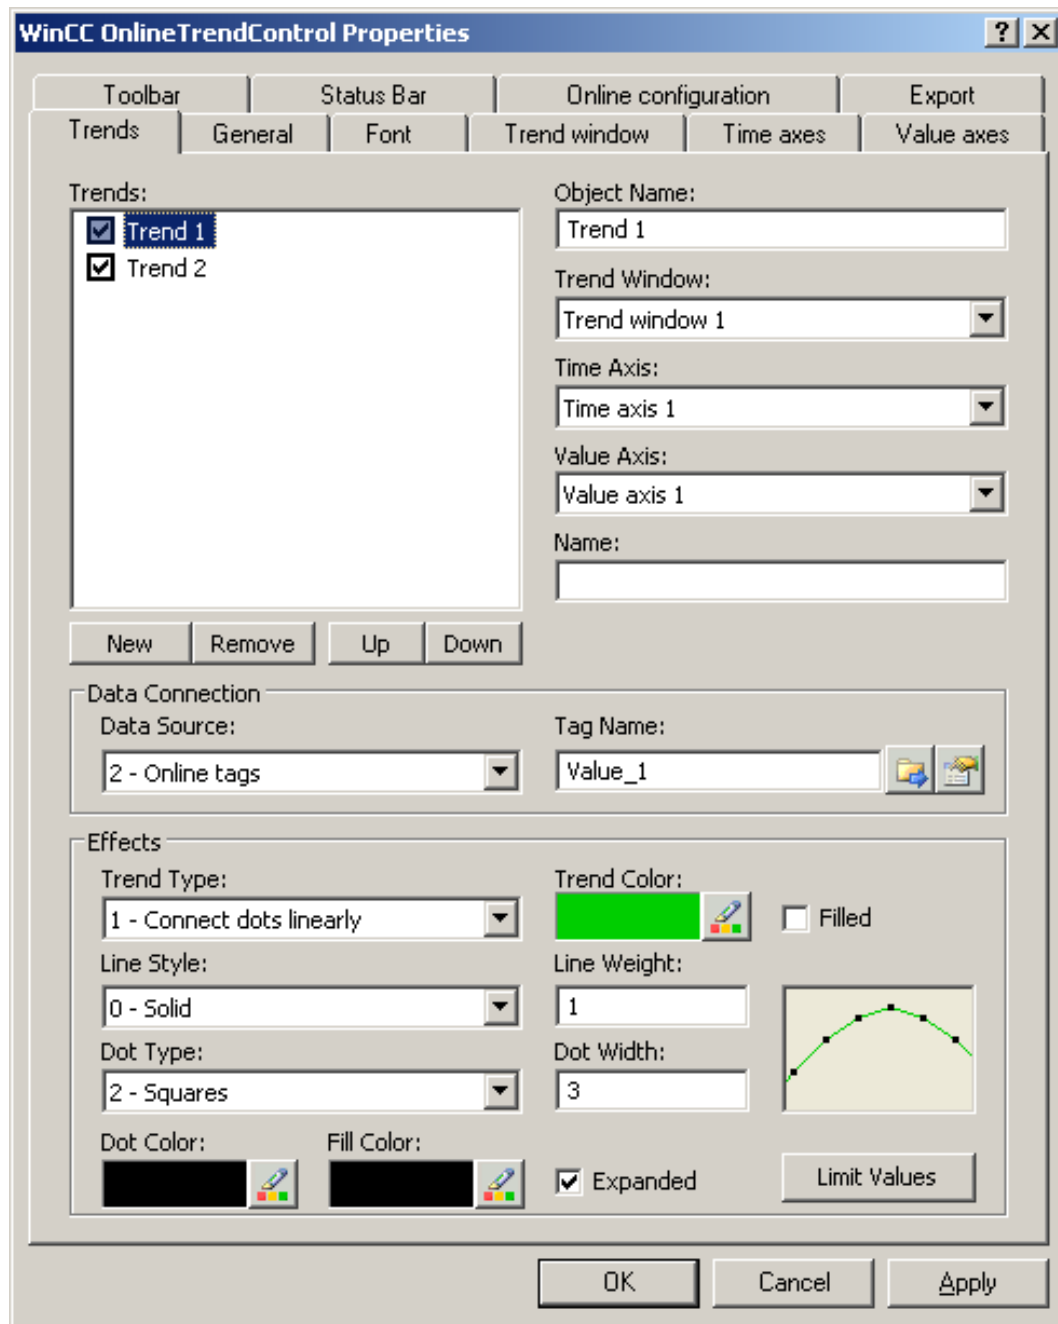 WinCC OnlineTrendControl Properties
Toolbar Status Bar Online configuration Export
Trends General Font Trend window Time axes Value axes
Trends:
Trend 1
Trend 2
Object Name:
Trend 1
Trend Window:
Trend window 1
Time Axis:
Time axis 1
Value Axis:
Value axis 1
Name:
New Remove Up Down
Data Connection
Data Source: Tag Name:
2 - Online tags Value_1
Effects
Trend Type: Trend Color:
1 - Connect dots linearly Filled
Line Style: Line Weight:
0 - Solid 1
Dot Type: Dot Width:
2 - Squares 3
Dot Color: Fill Color:
Expanded Limit Values
OK Cancel Apply